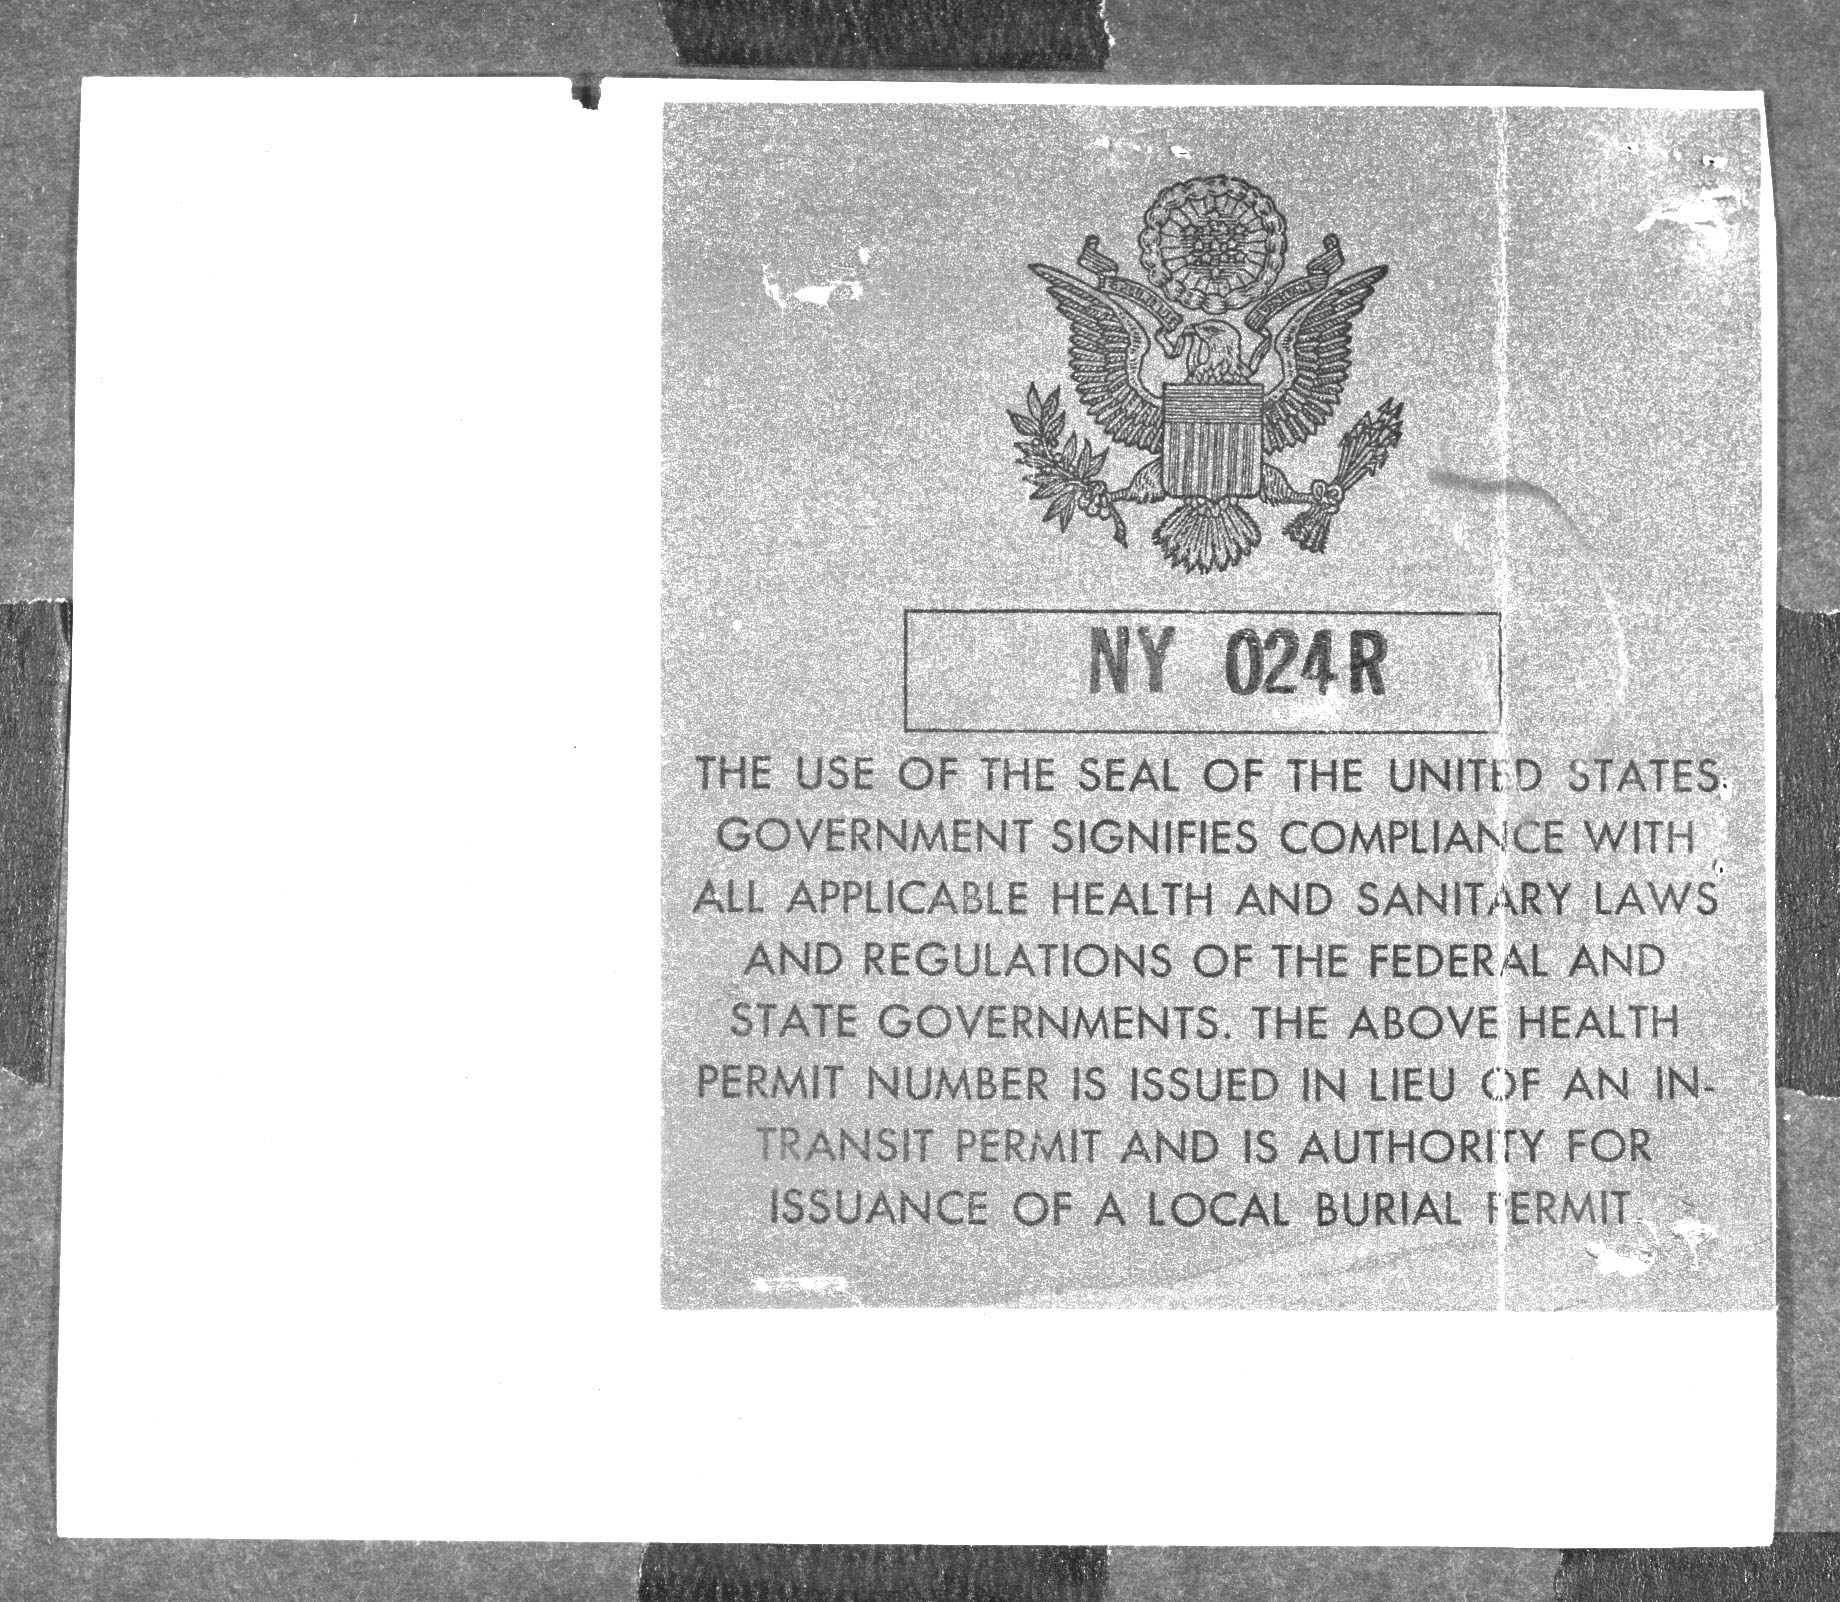 NY 024R
THE USE OF THE SEAL OF THE UNITED STATES
GOVERNMENT SIGNIFIES COMPLIANCE WITH
ALL APPLICABLE HEALTH AND SANITARY LAWS
AND REGULATIONS OF THE FEDERAL AND
STATE GOVERNMENTS. THE ABOVE HEALTH
PERMIT NUMBER IS ISSUED IN LIEU OF AN IN-
TRANSIT PERMIT AND IS AUTHORITY FOR
ISSUANCE OF A LOCAL BURIAL PERMIT.